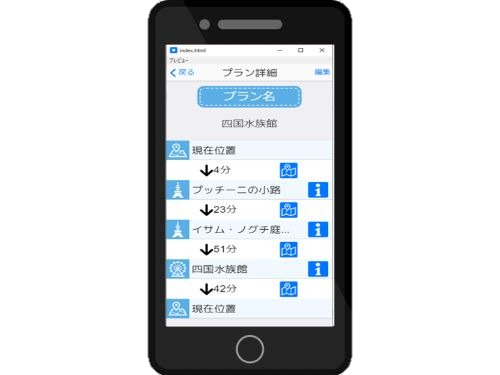 index.html
プレビュー
戻る プラン詳細 編集
プラン名
四国水族館
現在位置
4分
プッチーニの小路
23分
イサム・ノグチ庭...
51分
四国水族館
42分
現在位置